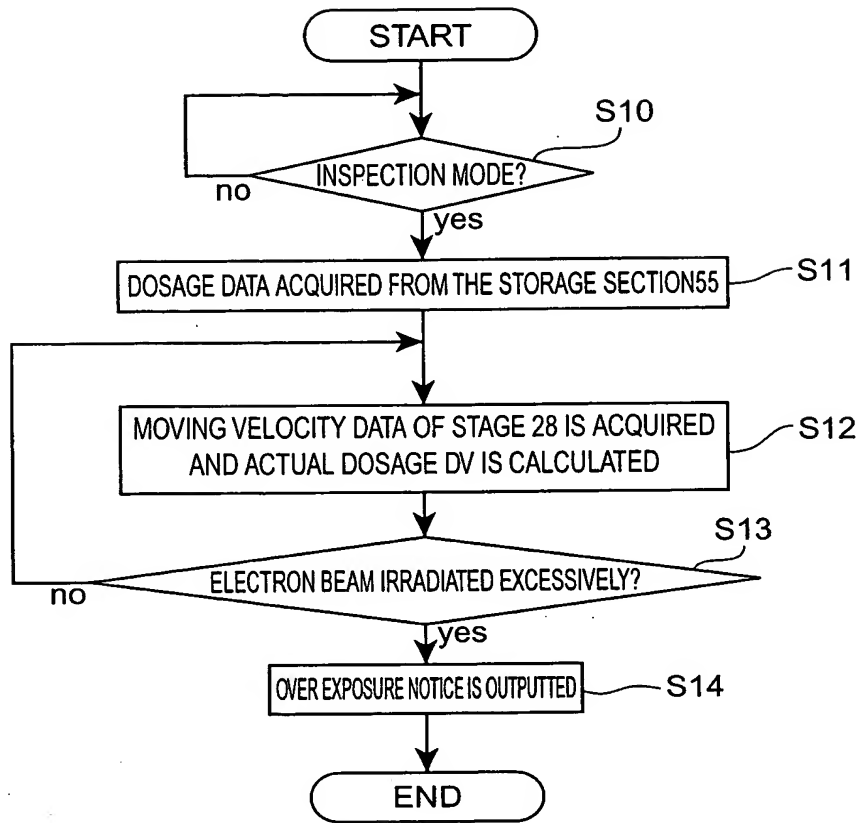 START
S10
INSPECTION MODE?
no
yes
DOSAGE DATA ACQUIRED FROM THE STORAGE SECTION55
S11
MOVING VELOCITY DATA OF STAGE 28 IS ACQUIRED
AND ACTUAL DOSAGE DV IS CALCULATED
S12
S13
ELECTRON BEAM IRRADIATED EXCESSIVELY?
no
yes
OVER EXPOSURE NOTICE IS OUTPUTTED
S14
END